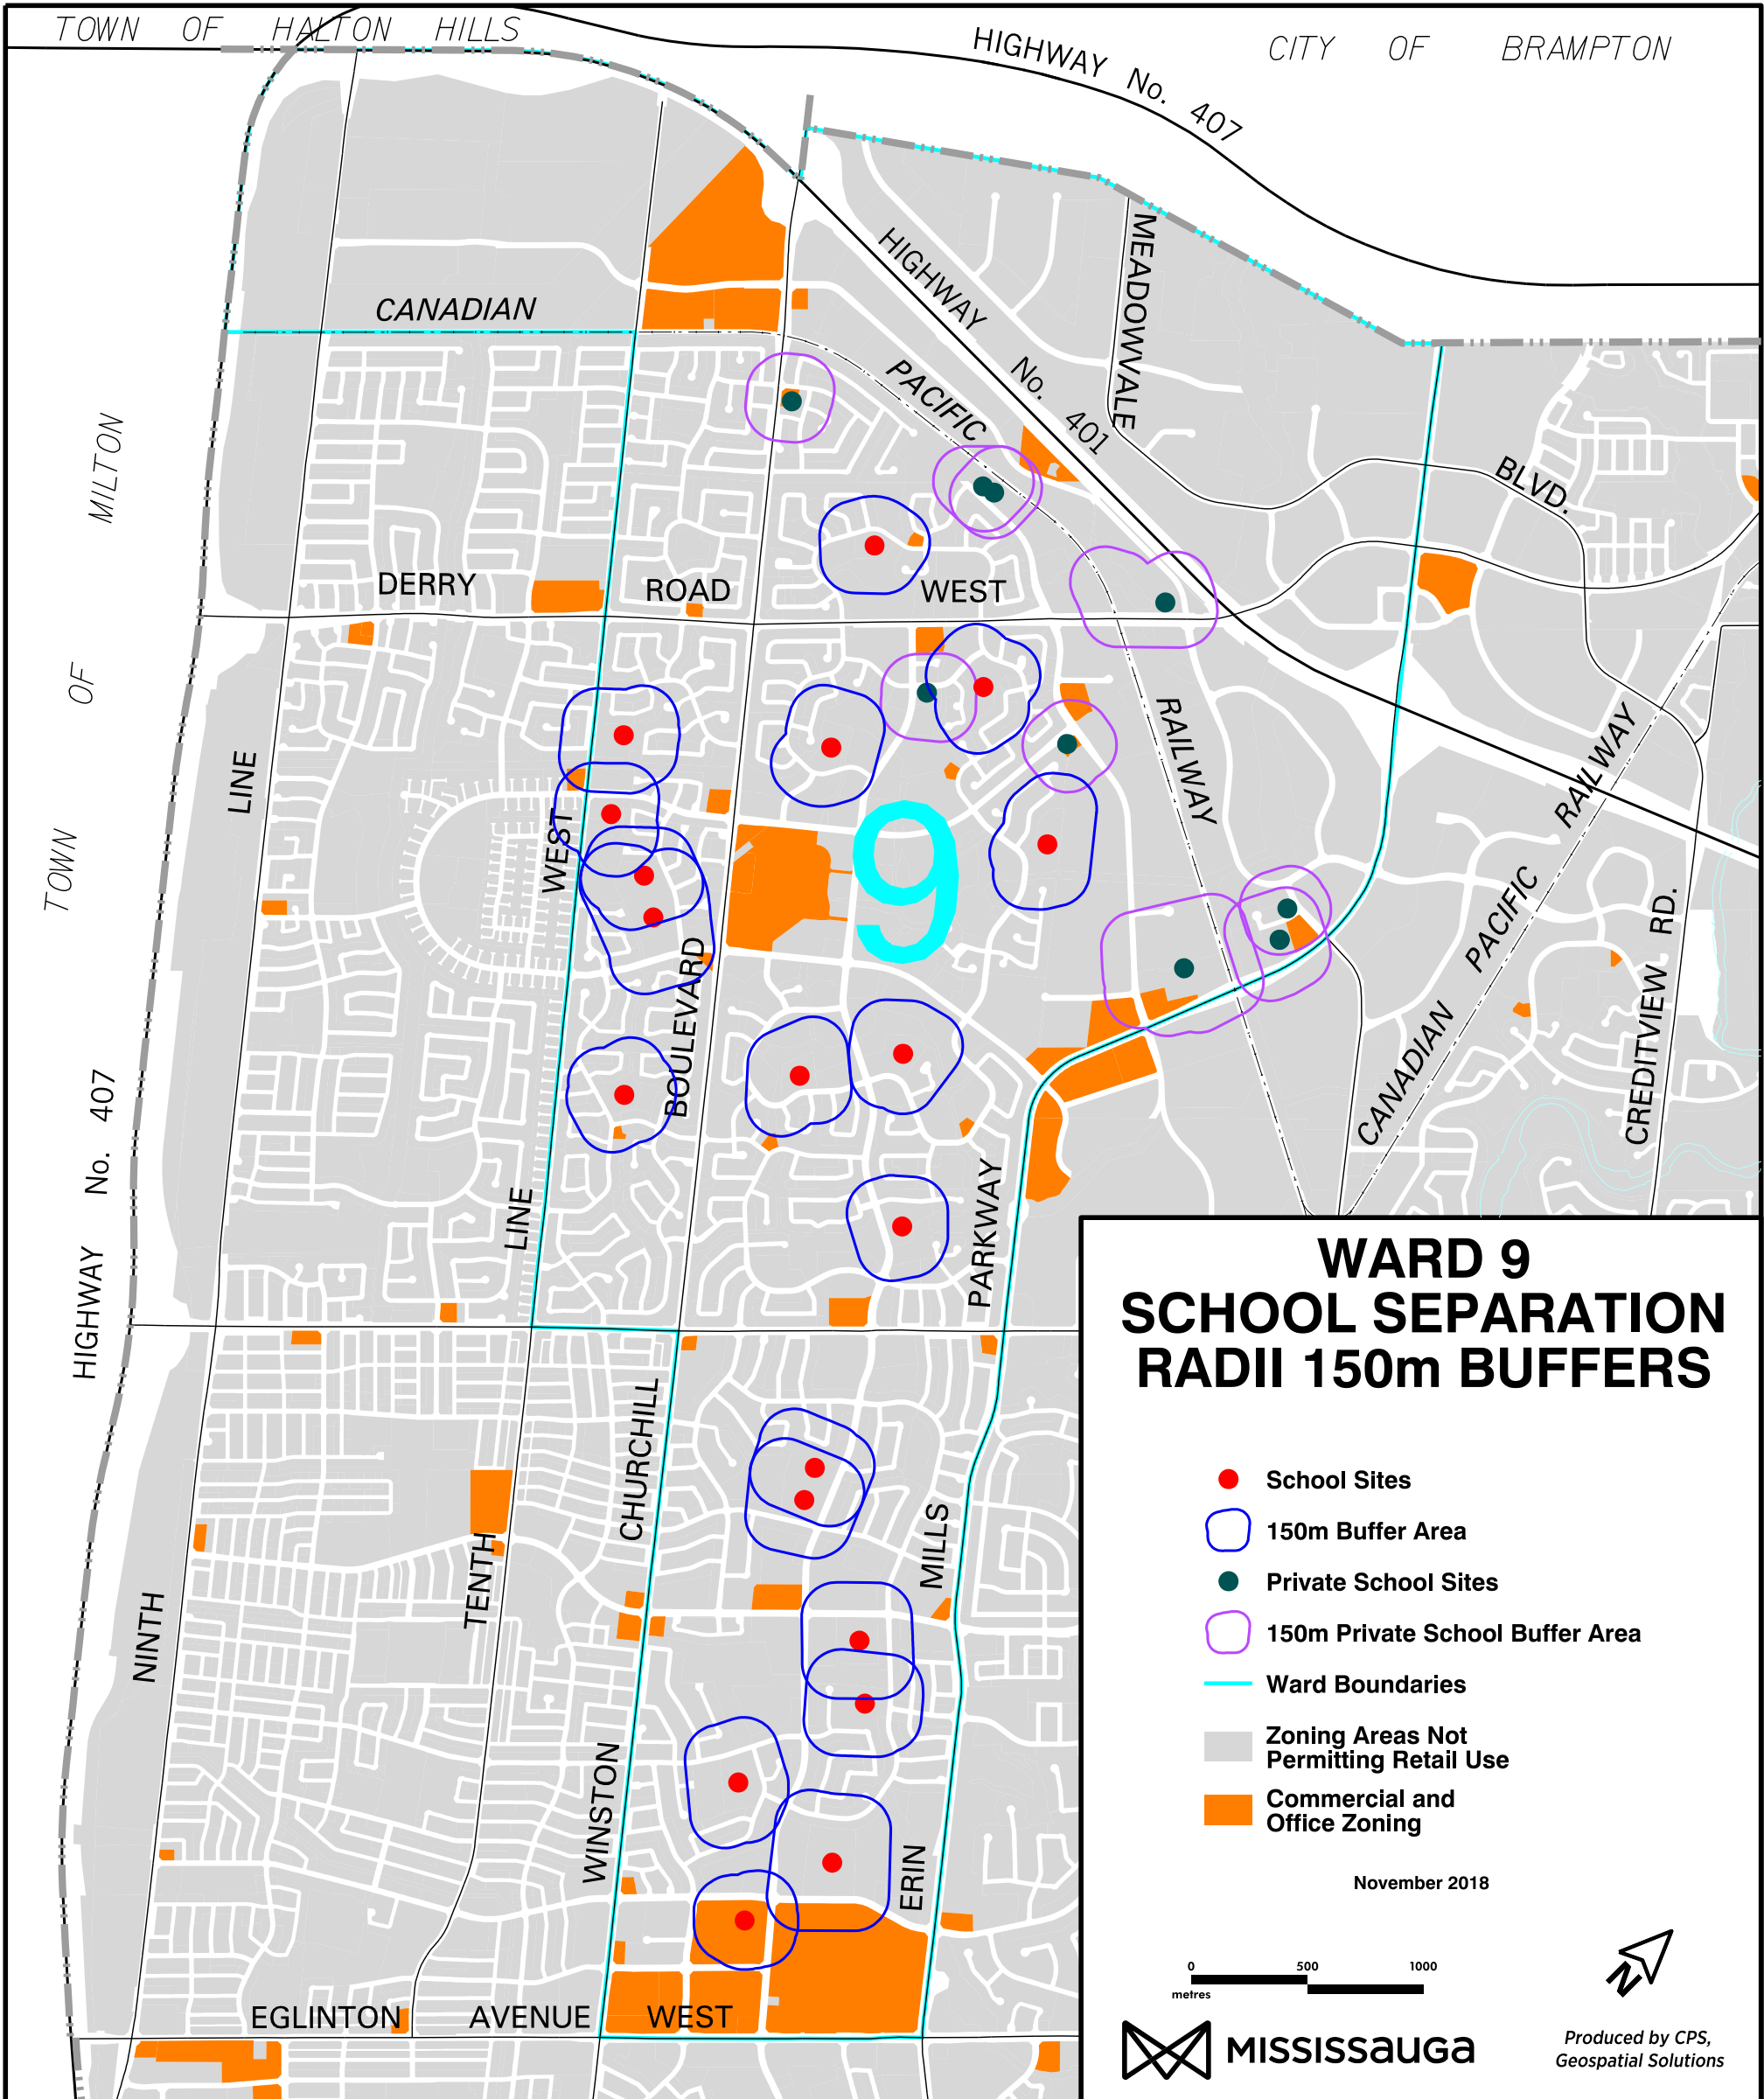 TOWN OF HALTON HILLS
HIGHWAY No. 407
CITY OF BRAMPTON
CANADIAN
PACIFIC
RAILWAY
HIGHWAY No. 401
MEADOWVALE
BLVD.
TOWN OF MILTON
DERRY ROAD WEST
LINE
WEST
BOULEVARD
9
RAILWAY
PACIFIC
CANADIAN
CREDITVIEW RD.
HIGHWAY No. 407
LINE
PARKWAY
CHURCHILL
MILLS
TENTH
NINTH
WINSTON
ERIN
EGLINTON AVENUE WEST
WARD 9
SCHOOL SEPARATION
RADII 150m BUFFERS
School Sites
150m Buffer Area
Private School Sites
150m Private School Buffer Area
Ward Boundaries
Zoning Areas Not
Permitting Retail Use
Commercial and
Office Zoning
November 2018
0 500 1000
metres
N
MISSISSAUGA
Produced by CPS,
Geospatial Solutions